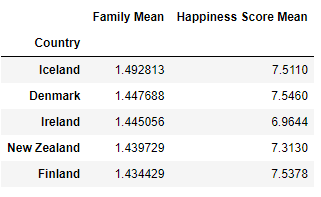 Family Mean Happiness Score Mean
Country
Iceland 1.492813 7.5110
Denmark 1.447688 7.5460
Ireland 1.445056 6.9644
New Zealand 1.439729 7.3130
Finland 1.434429 7.5378